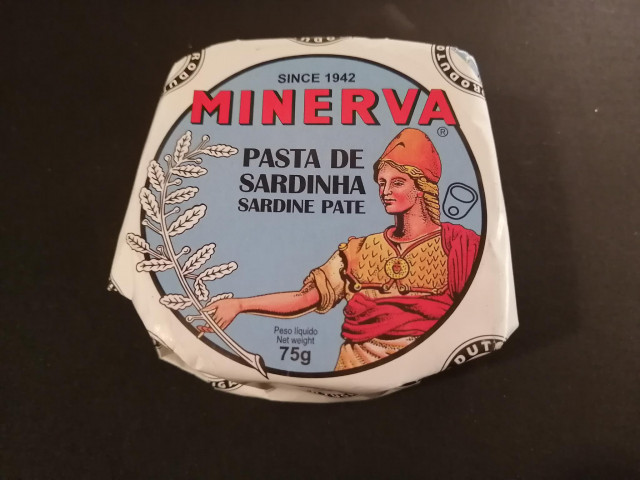 SINCE 1942
MINERVA
®
PASTA DE
SARDINHA
SARDINE PATE
Peso líquido
Net weight
75g